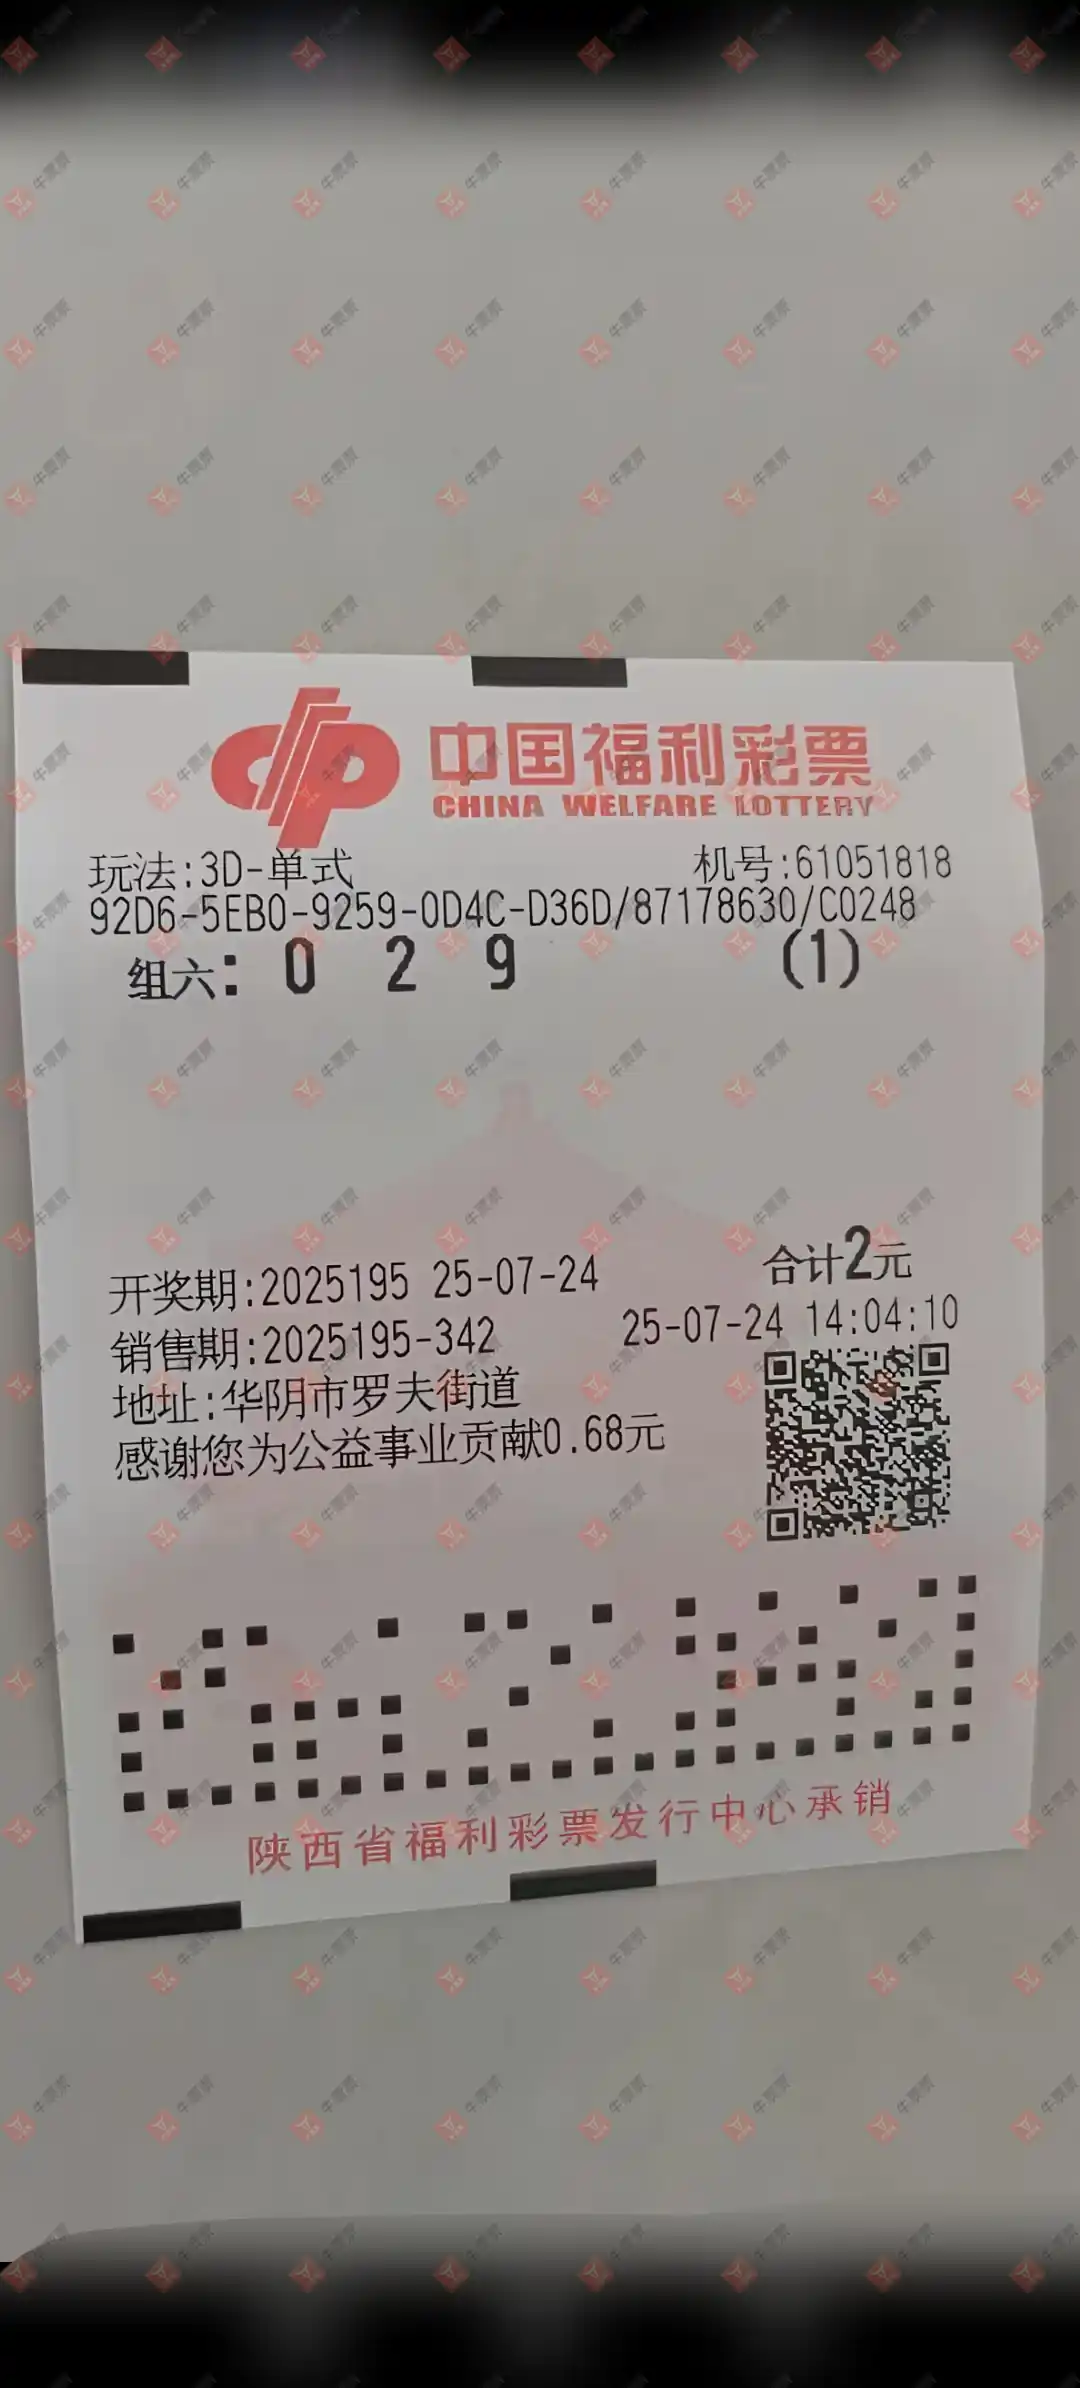 中国福利彩票
CHINA WELFARE LOTTERY
玩法:3D-单式 机号:61051818
92D6-5EB0-9259-0D4C-D36D/87178630/C0248
组六: 0 2 9 (1)
合计2元
开奖期:2025195 25-07-24
销售期:2025195-342 25-07-24 14:04:10
地址:华阴市罗夫街道
感谢您为公益事业贡献0.68元
陕西省福利彩票发行中心承销